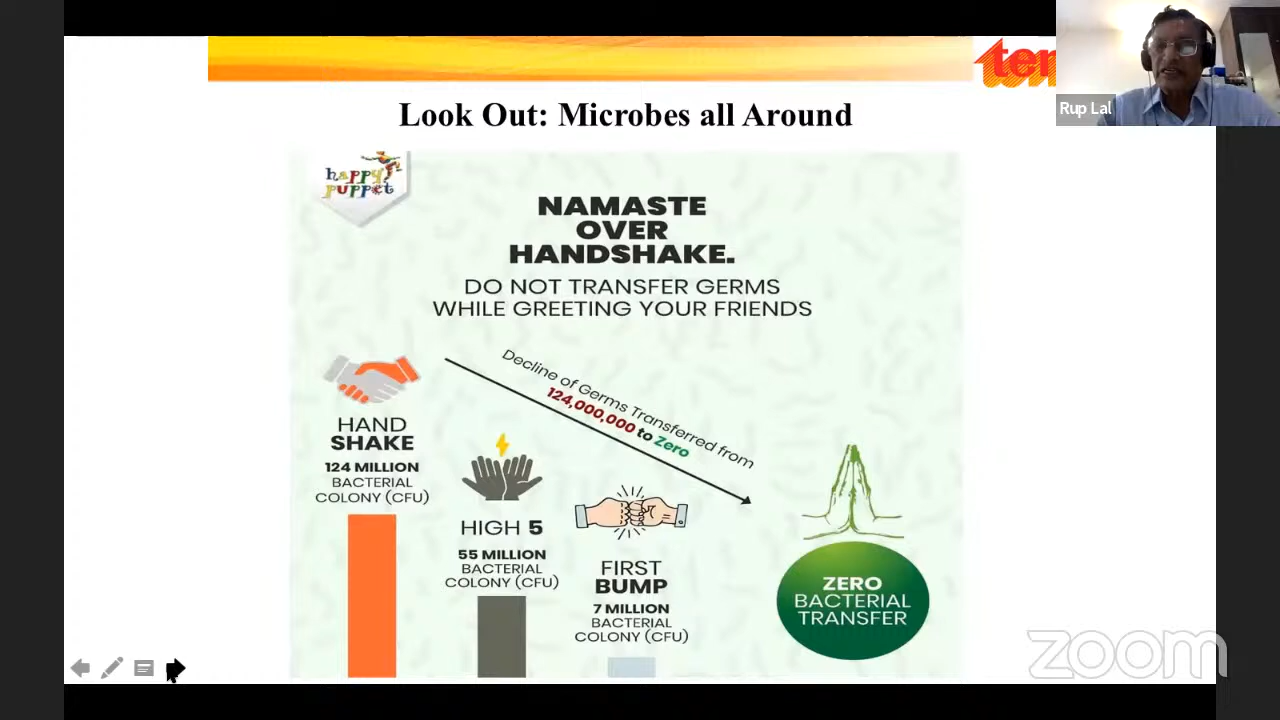 ter
Rup Lal
Look Out: Microbes all Around
happy
puppet
NAMASTE
OVER
HANDSHAKE.
DO NOT TRANSFER GERMS
WHILE GREETING YOUR FRIENDS
Decline of Germs Transferred from
124,000,000 to Zero
HAND
SHAKE
124 MILLION
BACTERIAL
COLONY (CFU)
HIGH 5
55 MILLION
BACTERIAL
COLONY (CFU)
FIRST
BUMP
7 MILLION
BACTERIAL
COLONY (CFU)
ZERO
BACTERIAL
TRANSFER
zoom